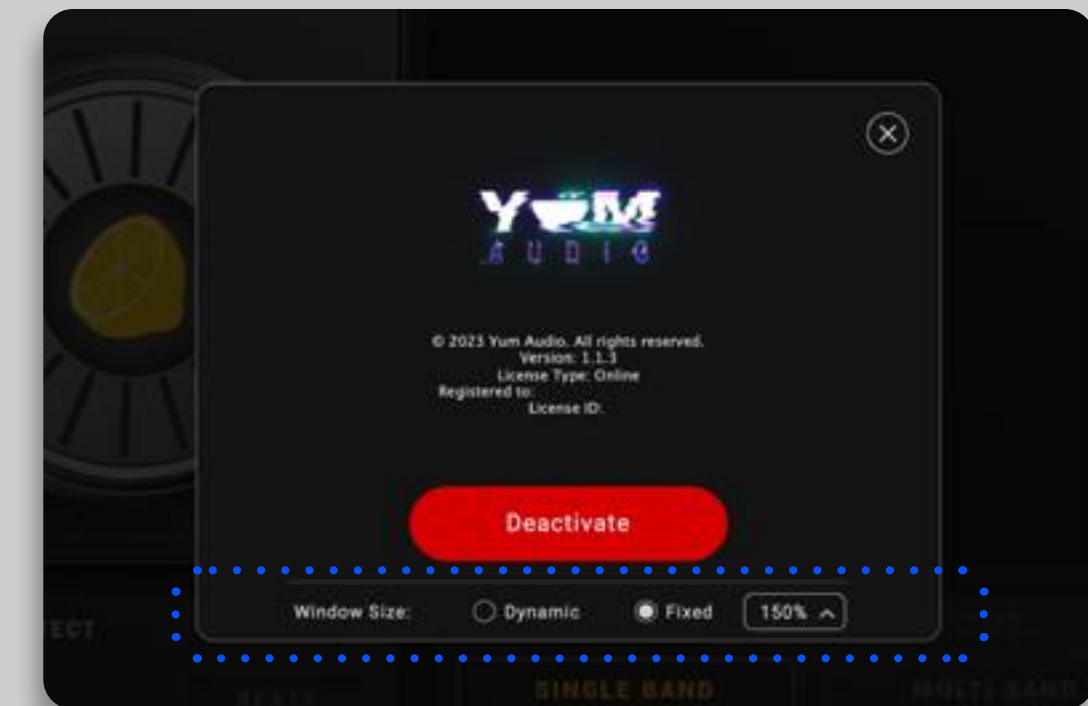 YUM
AUDIO
© 2023 Yum Audio. All rights reserved.
Version: 1.1.3
License Type: Online
Registered to:
License ID:
Deactivate
Window Size: Dynamic Fixed 150%
SINGLE BAND
MULTI BAND